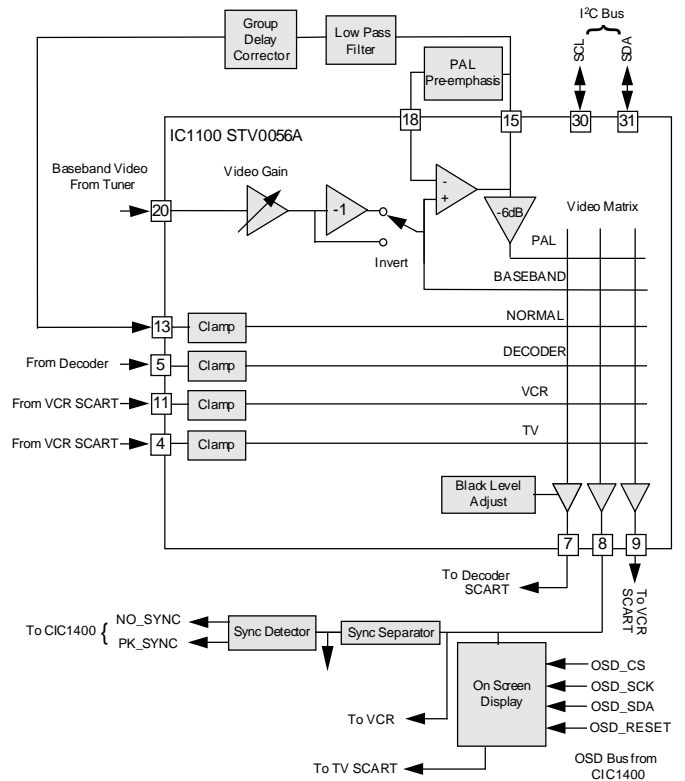 Group
Delay
Corrector
Low Pass
Filter
I²C Bus
SCL
SDA
PAL
Pre-emphasis
18
15
30
31
IC1100 STV0056A
Baseband Video
From Tuner
Video Gain
20
-1
-
+
-6dB
Video Matrix
Invert
PAL
BASEBAND
NORMAL
13
Clamp
DECODER
From Decoder
5
Clamp
VCR
From VCR SCART
11
Clamp
TV
From VCR SCART
4
Clamp
Black Level
Adjust
7
8
9
To Decoder
SCART
To VCR
SCART
To CIC1400 {
NO_SYNC
PK_SYNC
Sync Detector
Sync Separator
On Screen
Display
OSD_CS
OSD_SCK
OSD_SDA
OSD_RESET
To VCR
To TV SCART
OSD Bus from
CIC1400